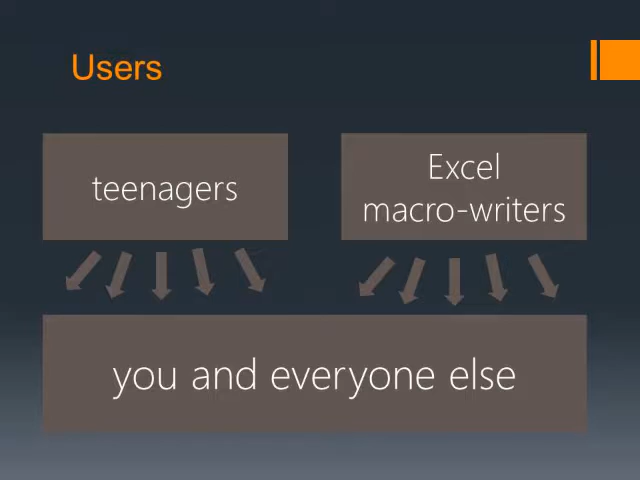 Users
teenagers
Excel
macro-writers
you and everyone else